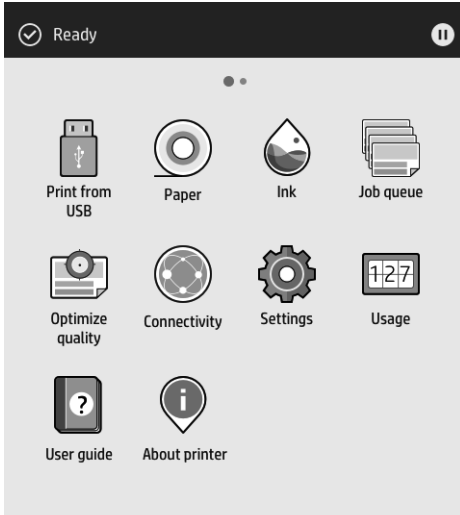 Ready
Print from
USB
Paper
Ink
Job queue
Optimize
quality
Connectivity
Settings
127
Usage
?
User guide
i
About printer